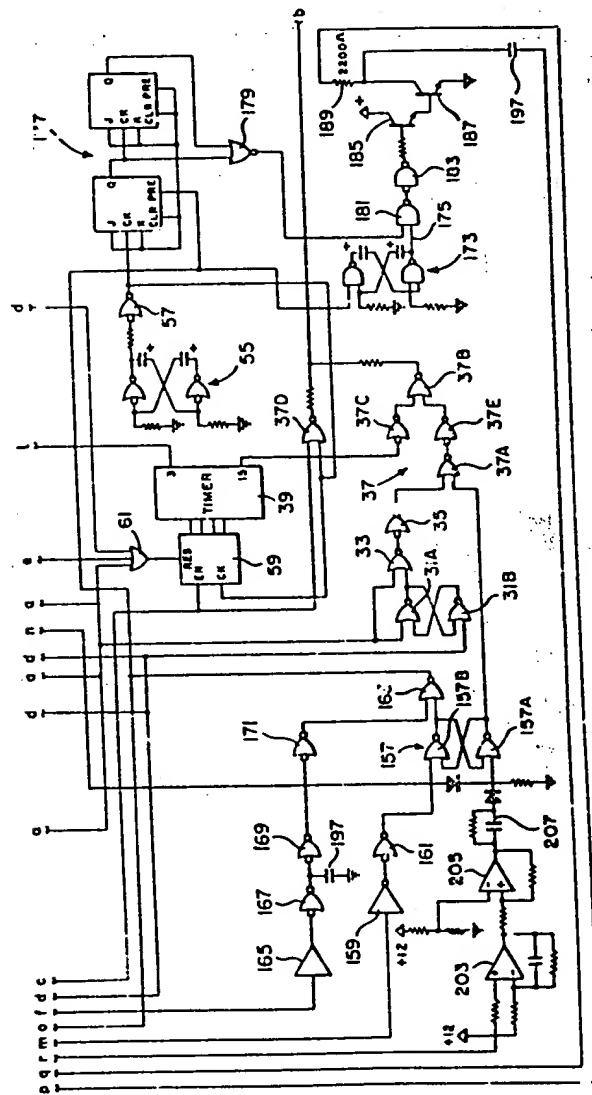 177
J Q
CK
K
CLR PRE
J Q
CK
K
CLR PRE
179
b
d
57
55
2200Λ
189
185
+
187
197
183
181
175
173
+
+
+
+
l
3
TIMER
15
39
37D
37B
37C
37E
37
37A
e
61
RES
EN
CK
59
35
33
31A
31B
a
n
d
a
d
a
171
162
157
157B
157A
169
197
161
167
207
165
159
205
+12
203
+12
c
d
f
o
m
r
q
p